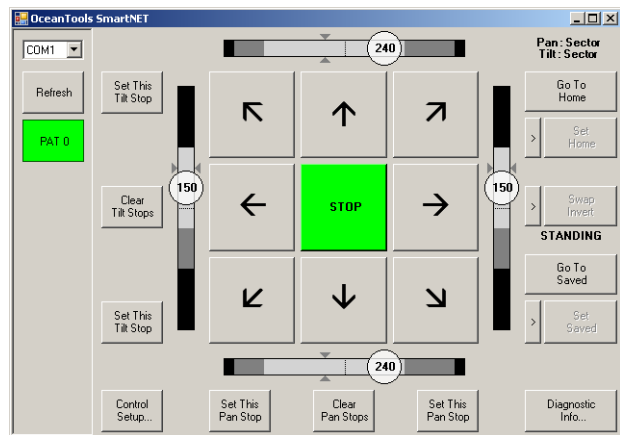 OceanTools SmartNET
COM1
240
Pan : Sector
Tilt : Sector
Refresh
Set This
Tilt Stop
Go To
Home
PAT 0
>
Set
Home
150
Clear
Tilt Stops
STOP
150
>
Swap
Invert
STANDING
Go To
Saved
Set This
Tilt Stop
>
Set
Saved
240
Control
Setup...
Set This
Pan Stop
Clear
Pan Stops
Set This
Pan Stop
Diagnostic
Info...